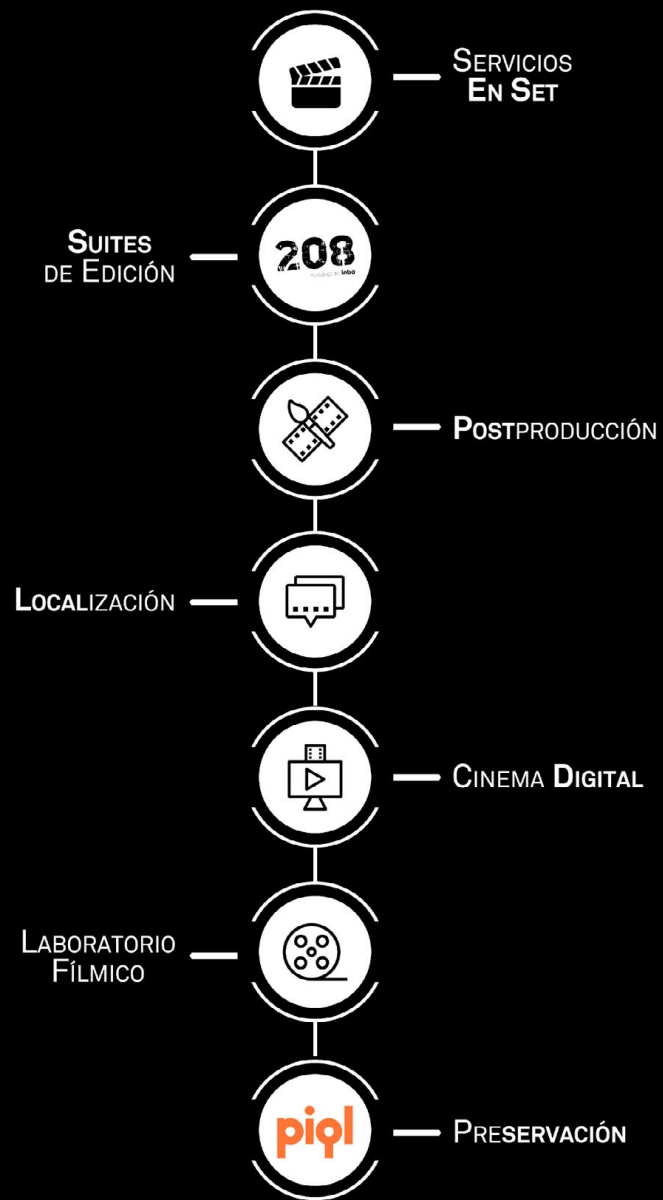 SERVICIOS
EN SET
SUITES
DE EDICIÓN
208
POSTPRODUCCIÓN
LOCALIZACIÓN
CINEMA DIGITAL
LABORATORIO
FÍLMICO
piql
PRESERVACIÓN